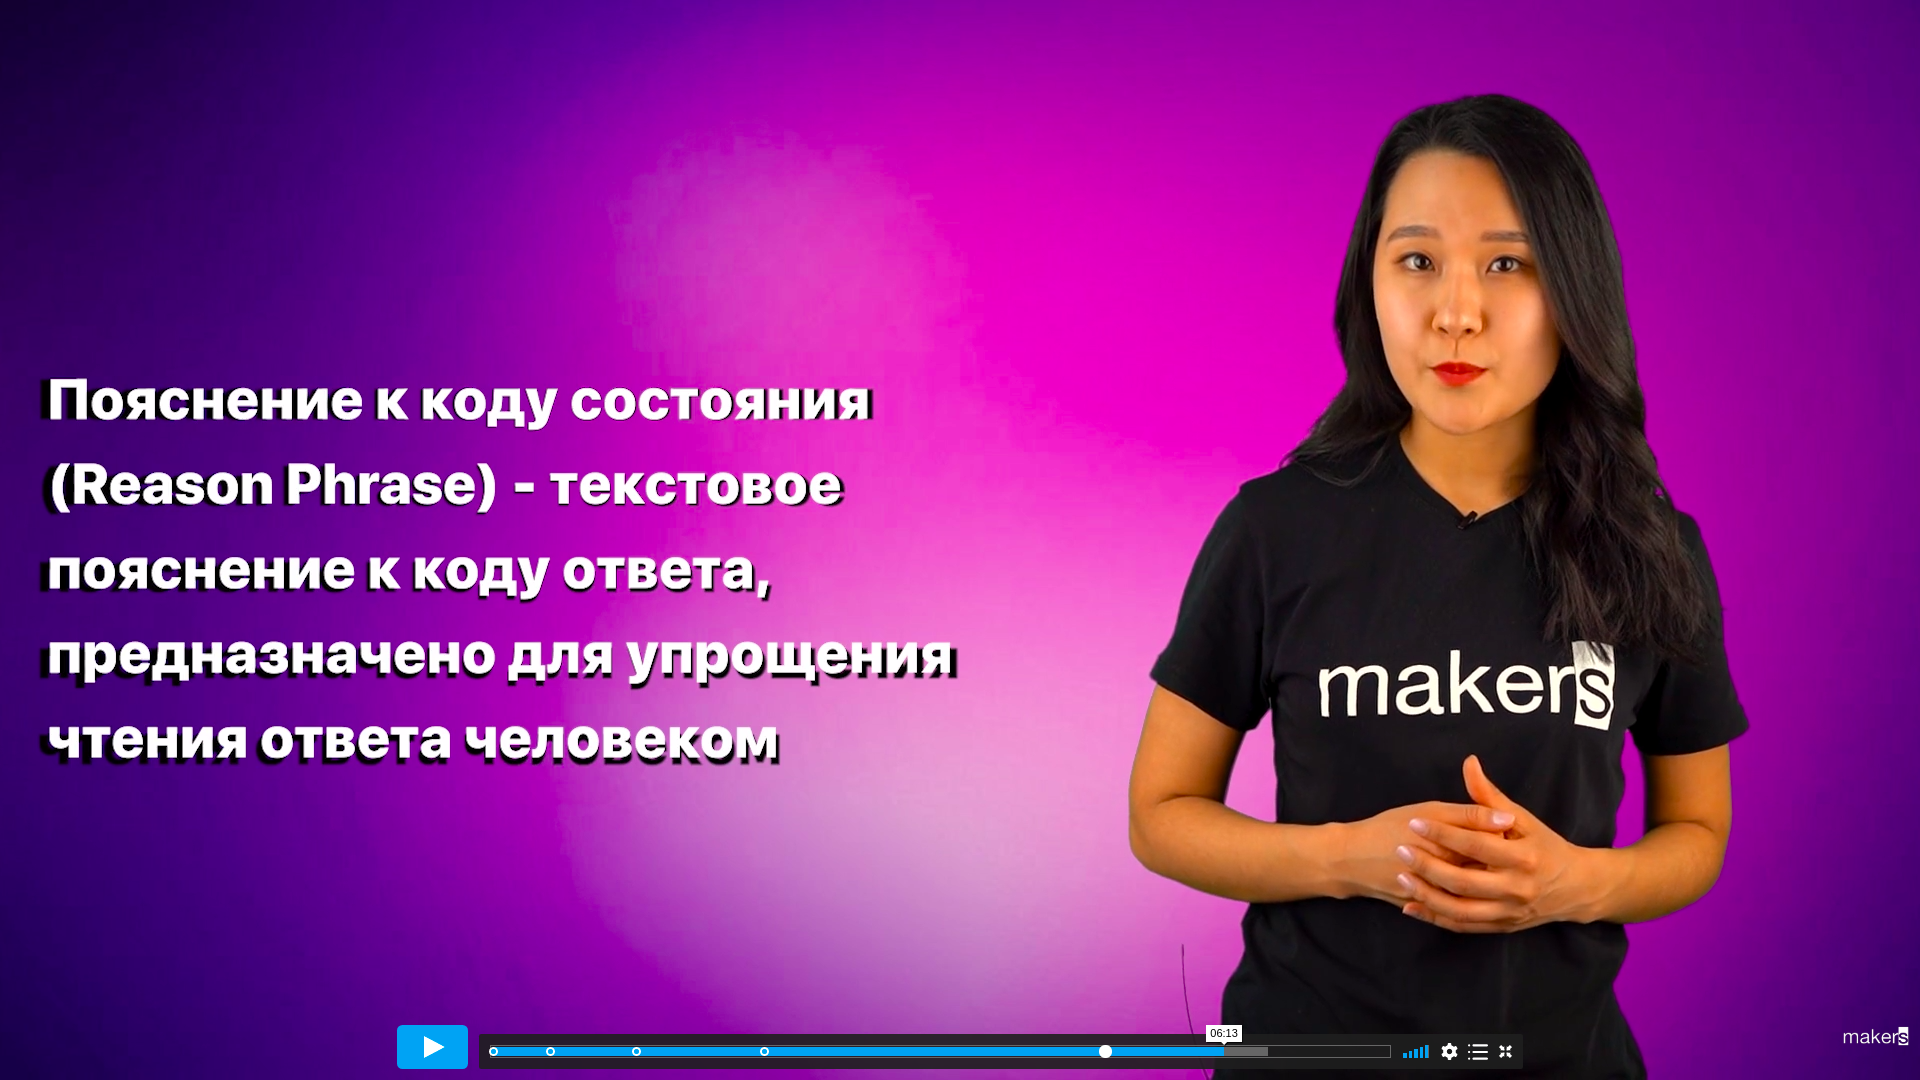 Пояснение к коду состояния
(Reason Phrase) - текстовое
пояснение к коду ответа,
предназначено для упрощения
чтения ответа человеком
makers
06:13
makers